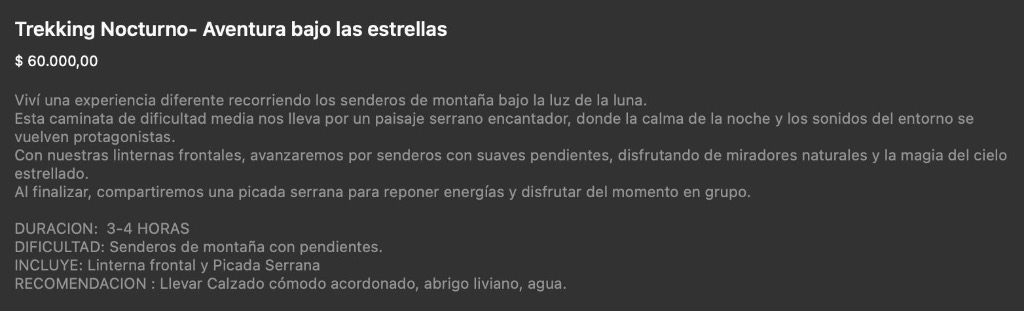 Trekking Nocturno- Aventura bajo las estrellas
$ 60.000,00
Viví una experiencia diferente recorriendo los senderos de montaña bajo la luz de la luna.
Esta caminata de dificultad media nos lleva por un paisaje serrano encantador, donde la calma de la noche y los sonidos del entorno se
vuelven protagonistas.
Con nuestras linternas frontales, avanzaremos por senderos con suaves pendientes, disfrutando de miradores naturales y la magia del cielo
estrellado.
Al finalizar, compartiremos una picada serrana para reponer energías y disfrutar del momento en grupo.
DURACION:  3-4 HORAS
DIFICULTAD: Senderos de montaña con pendientes.
INCLUYE: Linterna frontal y Picada Serrana
RECOMENDACION : Llevar Calzado cómodo acordonado, abrigo liviano, agua.